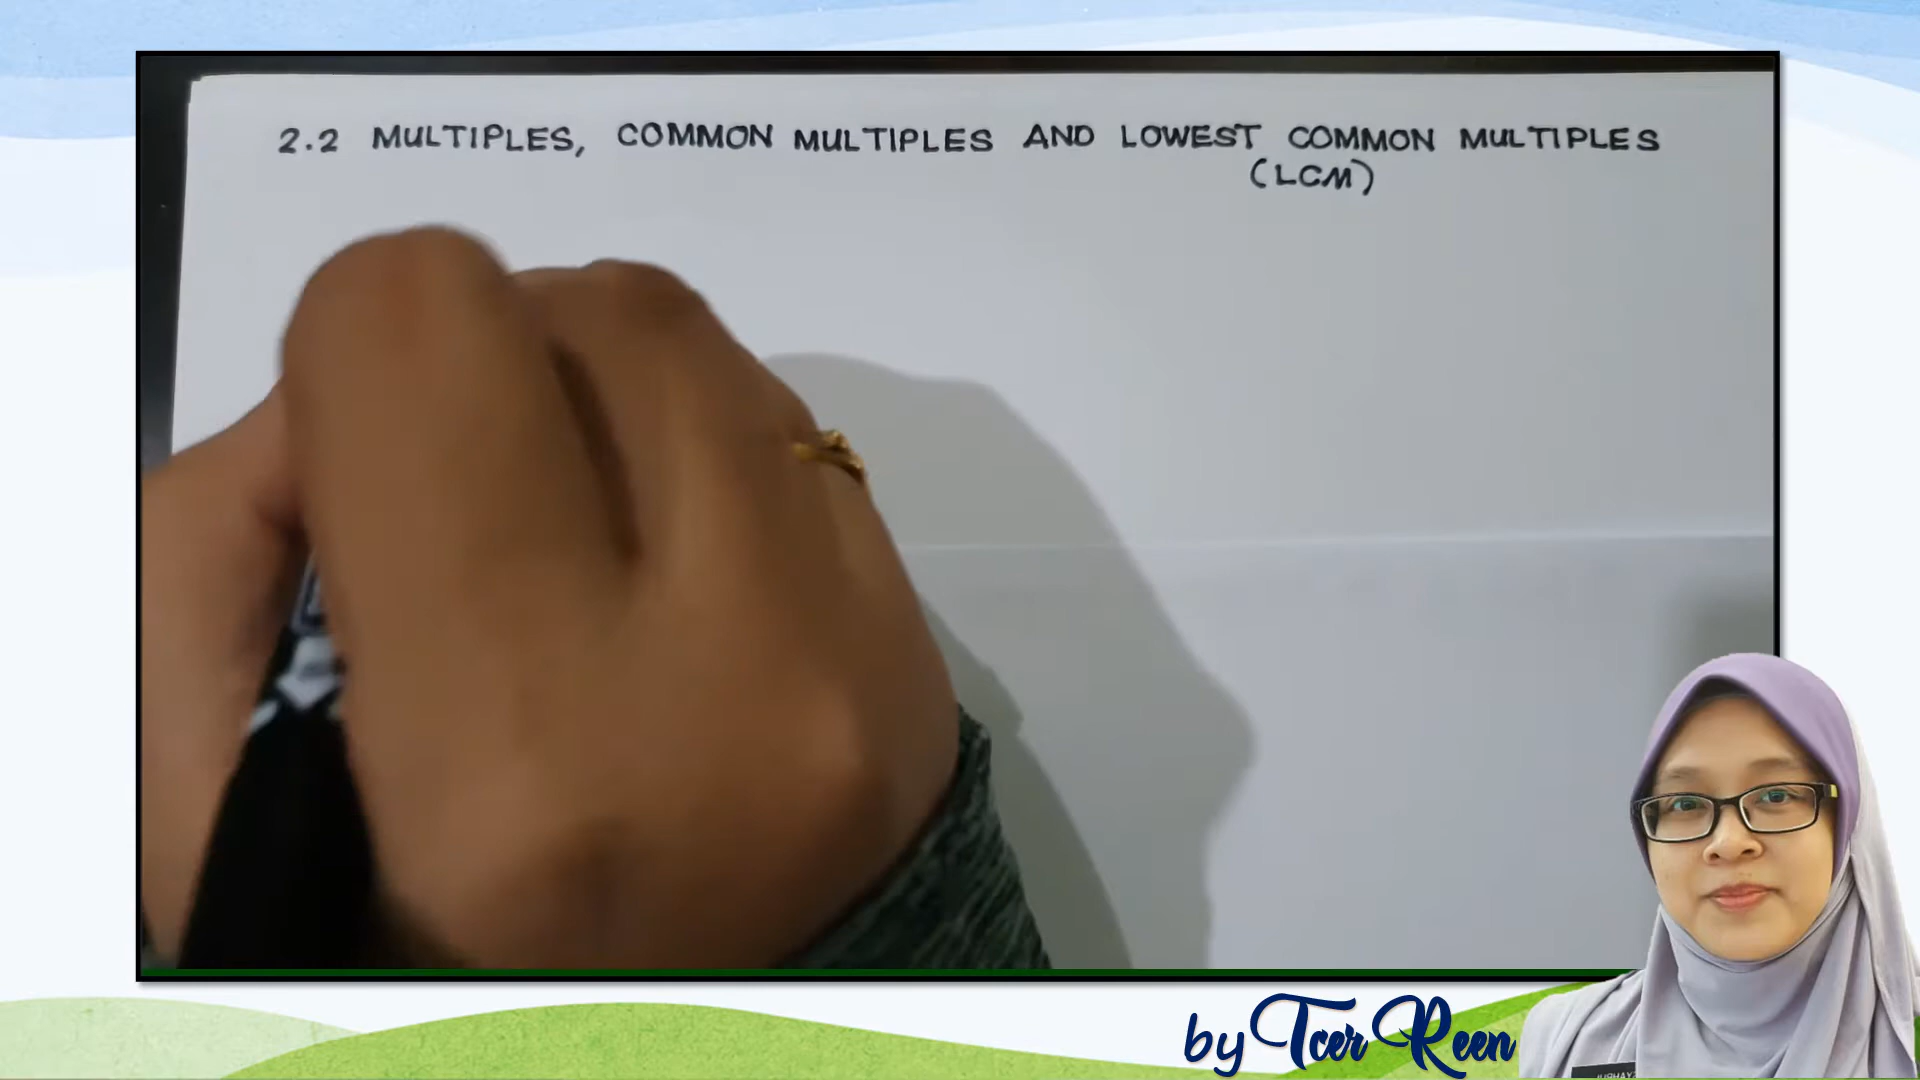 2.2 MULTIPLES, COMMON MULTIPLES AND LOWEST COMMON MULTIPLES
(LCM)
by Tcer Reen